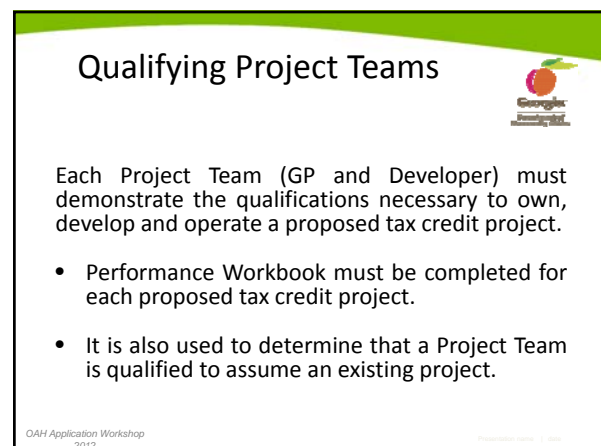 Qualifying Project Teams
Georgia
Each Project Team (GP and Developer) must
demonstrate the qualifications necessary to own,
develop and operate a proposed tax credit project.
• Performance Workbook must be completed for
each proposed tax credit project.
• It is also used to determine that a Project Team
is qualified to assume an existing project.
OAH Application Workshop
2012